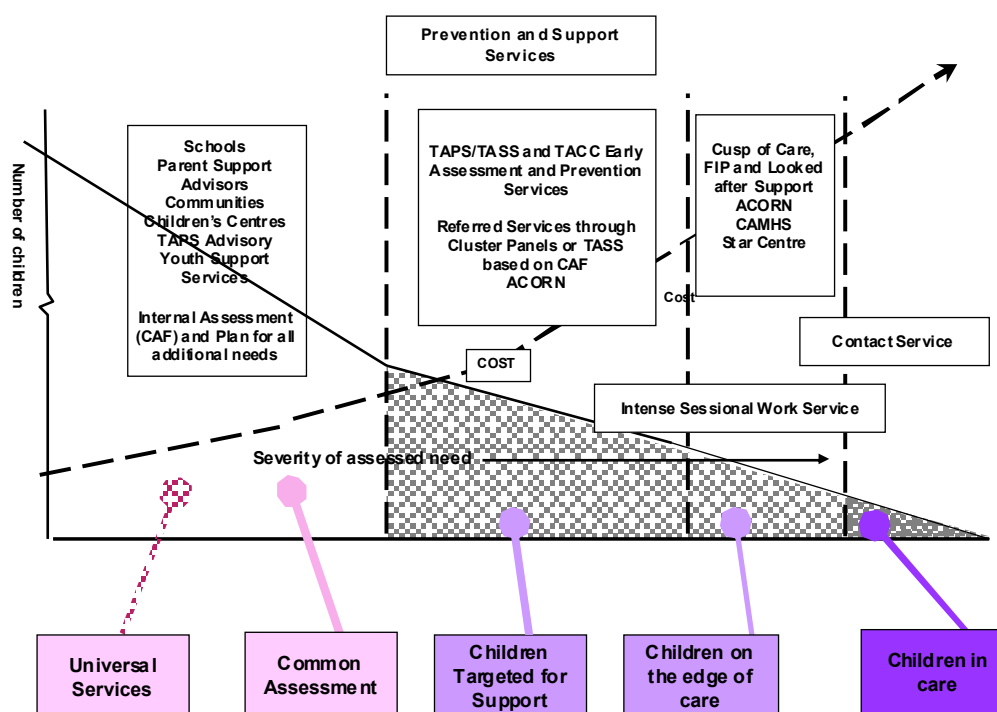 Prevention and Support
Services
Number of children
Schools
Parent Support
Advisors
Communities
Children's Centres
TAPS Advisory
Youth Support
Services
Internal Assessment
(CAF) and Plan for all
additional needs
TAPS/TASS and TACC Early
Assessment and Prevention
Services
Referred Services through
Cluster Panels or TASS
based on CAF
ACORN
Cusp of Care,
FIP and Looked
after Support
ACORN
CAMHS
Star Centre
Cost
Contact Service
COST
Intense Sessional Work Service
Severity of assessed need
Universal
Services
Common
Assessment
Children
Targeted for
Support
Children on
the edge of
care
Children in
care